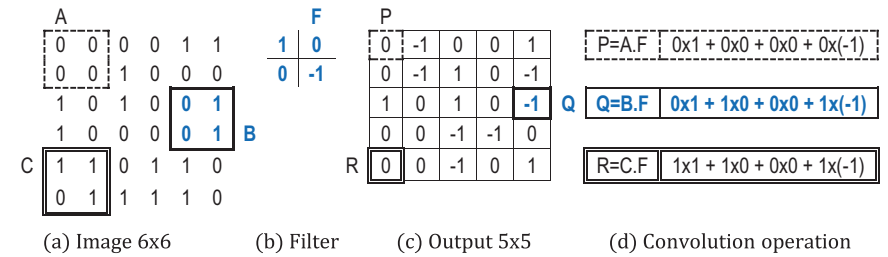 A F P
0 0 0 0 1 1 1 0 0 -1 0 0 1 P=A.F 0x1 + 0x0 + 0x0 + 0x(-1)
0 0 1 0 0 0 0 -1 0 -1 1 0 -1
1 0 1 0 0 1 1 0 1 0 -1 Q Q=B.F 0x1 + 1x0 + 0x0 + 1x(-1)
1 0 0 0 0 1 B 0 0 -1 -1 0
C 1 1 0 1 1 0 R 0 0 -1 0 1 R=C.F 1x1 + 1x0 + 0x0 + 1x(-1)
0 1 1 1 1 0
(a) Image 6x6 (b) Filter (c) Output 5x5 (d) Convolution operation